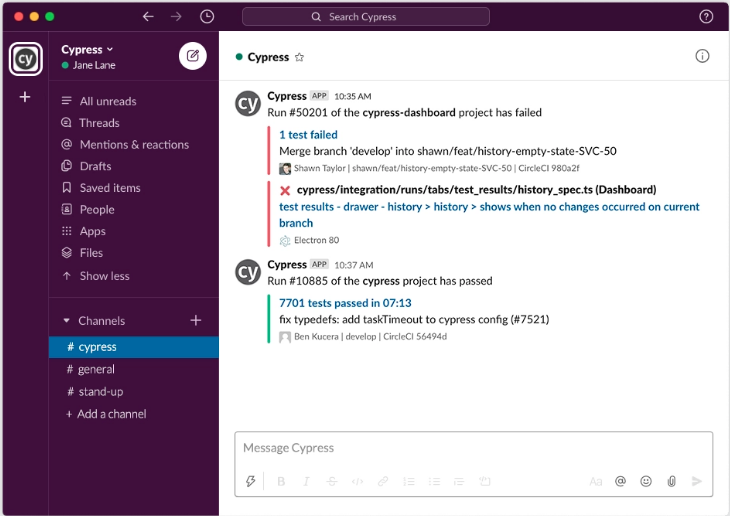 Search Cypress
cy
Cypress
Jane Lane
All unreads
Threads
Mentions & reactions
Drafts
Saved items
People
Apps
Files
Show less
Channels
# cypress
# general
# stand-up
+ Add a channel
Cypress
cy
Cypress APP 10:35 AM
Run #50201 of the cypress-dashboard project has failed
1 test failed
Merge branch 'develop' into shawn/feat/history-empty-state-SVC-50
Shawn Taylor | shawn/feat/history-empty-state-SVC-50 | CircleCI 980a2f
cypress/integration/runs/tabs/test_results/history_spec.ts (Dashboard)
test results - drawer - history > history > shows when no changes occurred on current
branch
Electron 80
cy
Cypress APP 10:37 AM
Run #10885 of the cypress project has passed
7701 tests passed in 07:13
fix typedefs: add taskTimeout to cypress config (#7521)
Ben Kucera | develop | CircleCI 56494d
Message Cypress
B I S </> Aa @